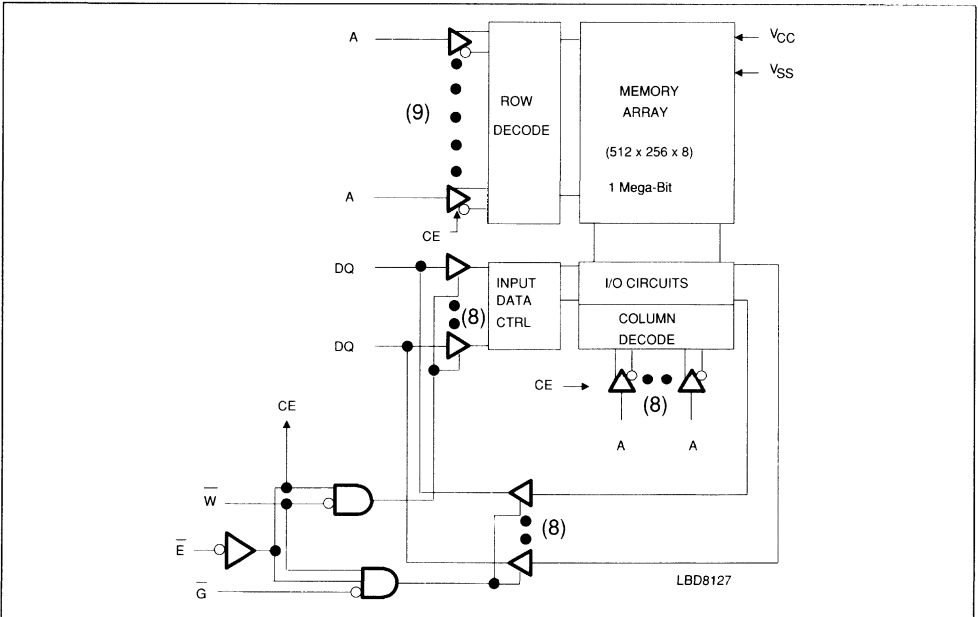 A
V̅CC
VSS
MEMORY
ARRAY
ROW
DECODE
(9)
(512 x 256 x 8)
1 Mega-Bit
A
CE
DQ
INPUT
DATA
CTRL
I/O CIRCUITS
(8)
COLUMN
DECODE
DQ
CE
(8)
CE
A A
W̅
(8)
E̅
LBD8127
G̅